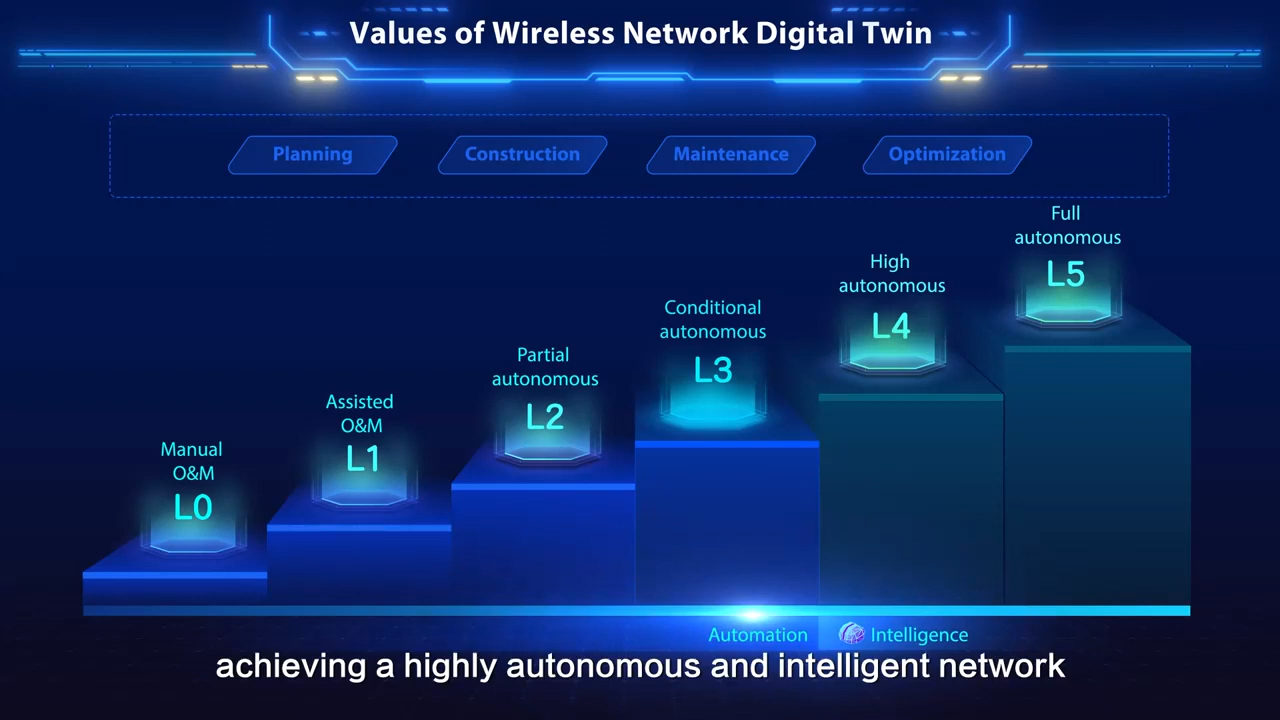 Values of Wireless Network Digital Twin
Planning
Construction
Maintenance
Optimization
Manual
O&M
L0
Assisted
O&M
L1
Partial
autonomous
L2
Conditional
autonomous
L3
High
autonomous
L4
Full
autonomous
L5
Automation
Intelligence
achieving a highly autonomous and intelligent network